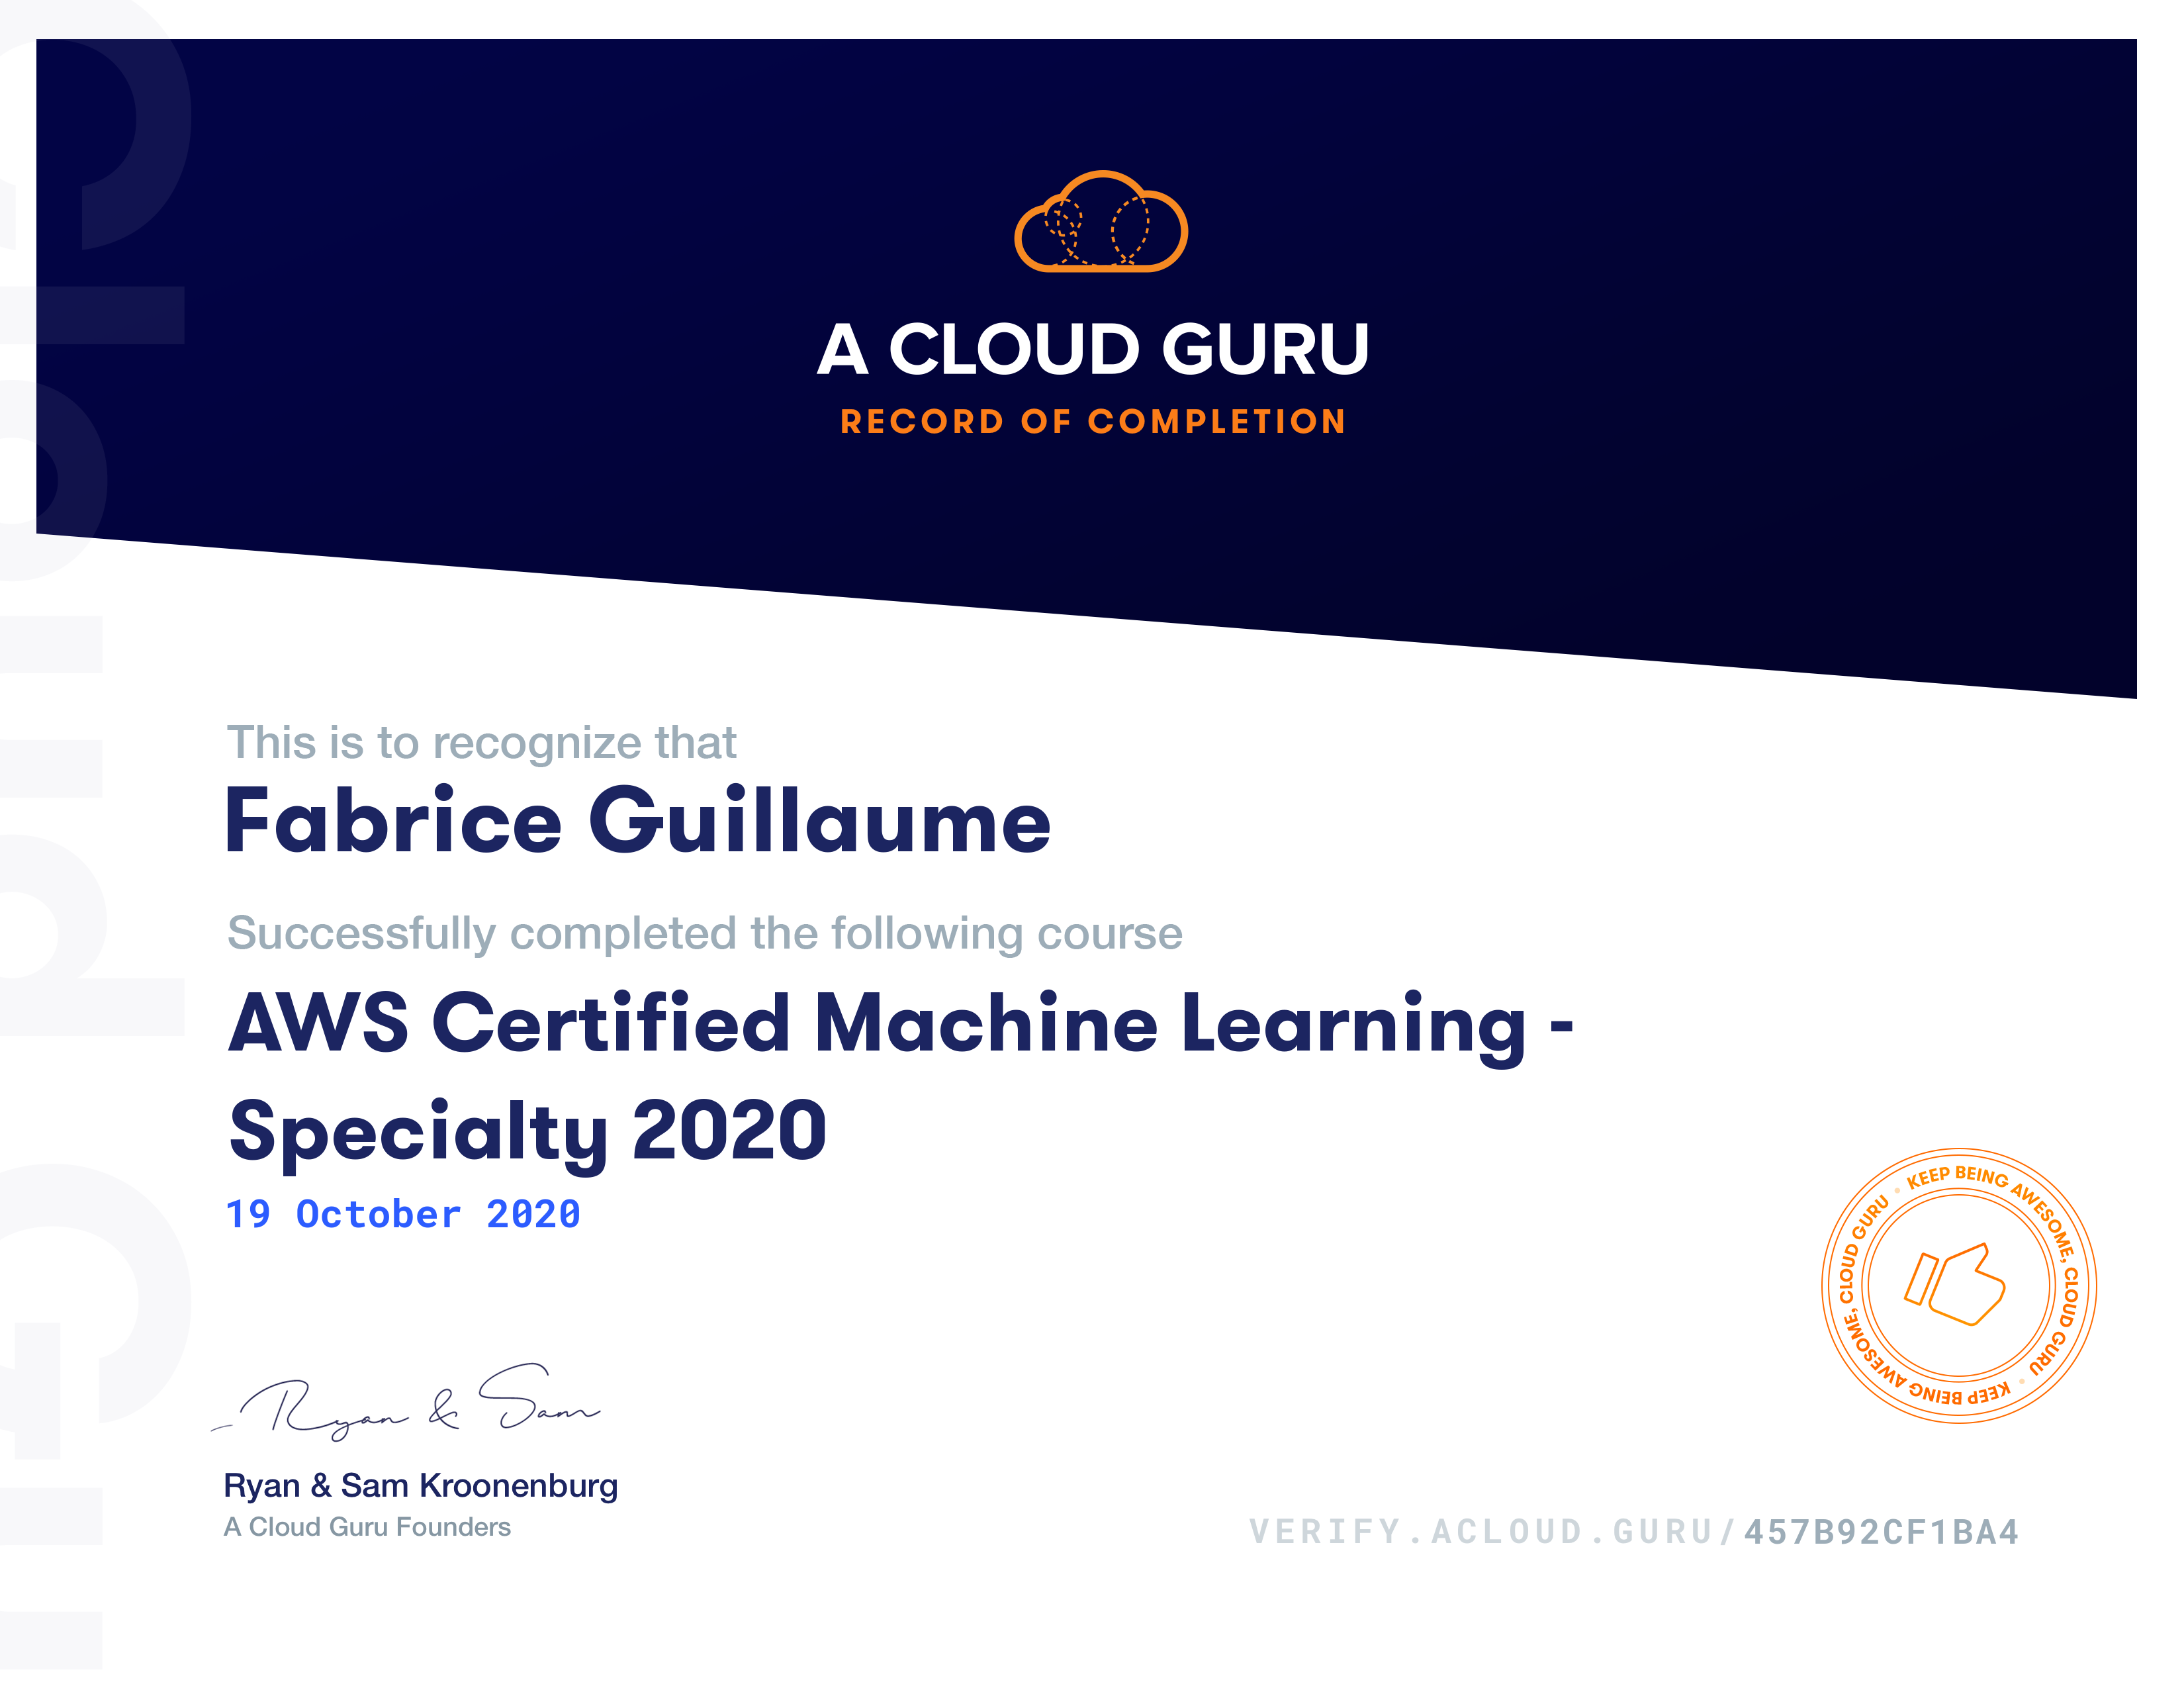 A CLOUD GURU
RECORD OF COMPLETION
This is to recognize that
Fabrice Guillaume
Successfully completed the following course
AWS Certified Machine Learning -
Specialty 2020
19 October 2020
KEEP BEING AWESOME, CLOUD GURU • KEEP BEING AWESOME, CLOUD GURU •
Ryan & Sam
Ryan & Sam Kroonenburg
A Cloud Guru Founders
VERIFY.ACLOUD.GURU/457B92CF1BA4